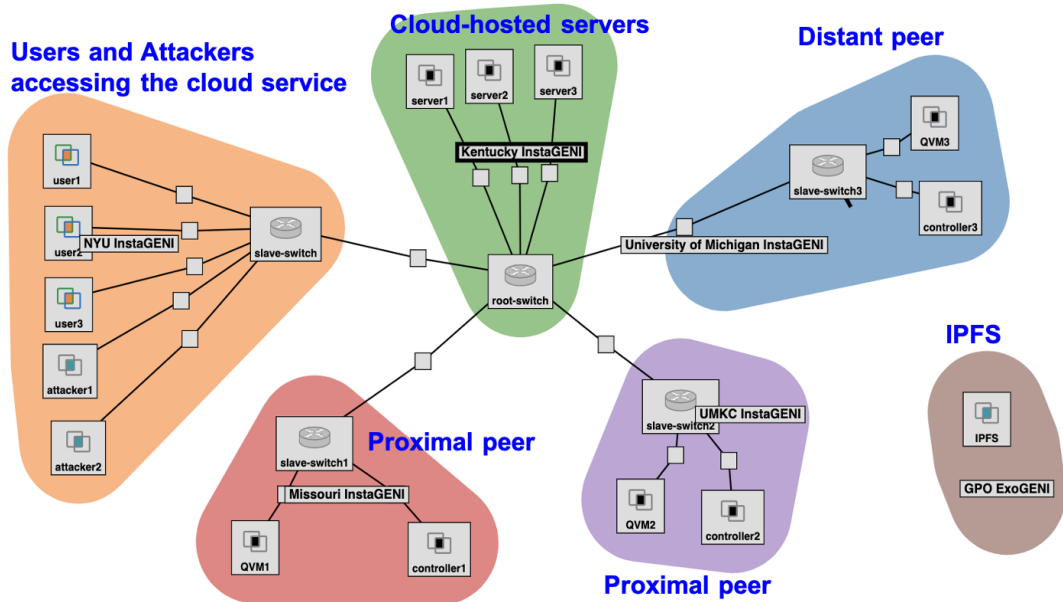 Users and Attackers
accessing the cloud service
user1
user2
NYU InstaGENI
user3
attacker1
attacker2
slave-switch
Cloud-hosted servers
server1
server2
server3
Kentucky InstaGENI
root-switch
Distant peer
QVM3
slave-switch3
controller3
University of Michigan InstaGENI
Proximal peer
slave-switch1
Missouri InstaGENI
QVM1
controller1
UMKC InstaGENI
slave-switch2
QVM2
controller2
Proximal peer
IPFS
IPFS
GPO ExoGENI